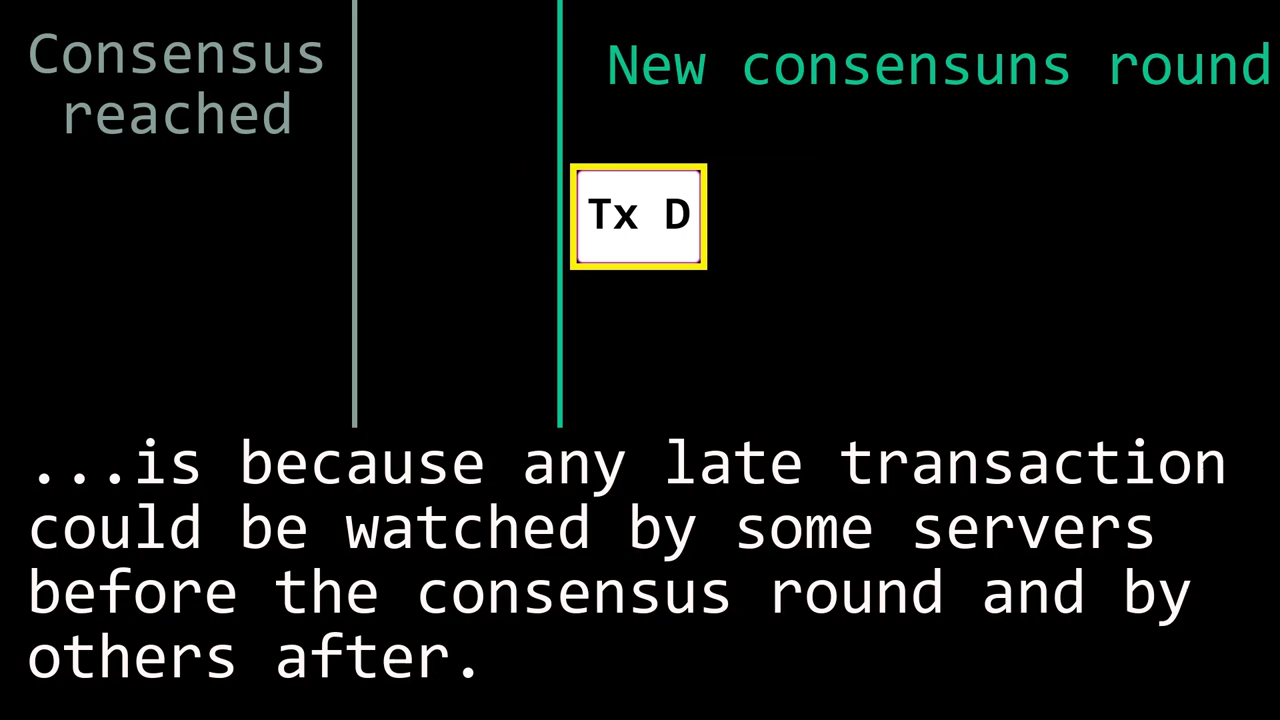 Consensus
reached
New consensuns round
Tx D
...is because any late transaction
could be watched by some servers
before the consensus round and by
others after.